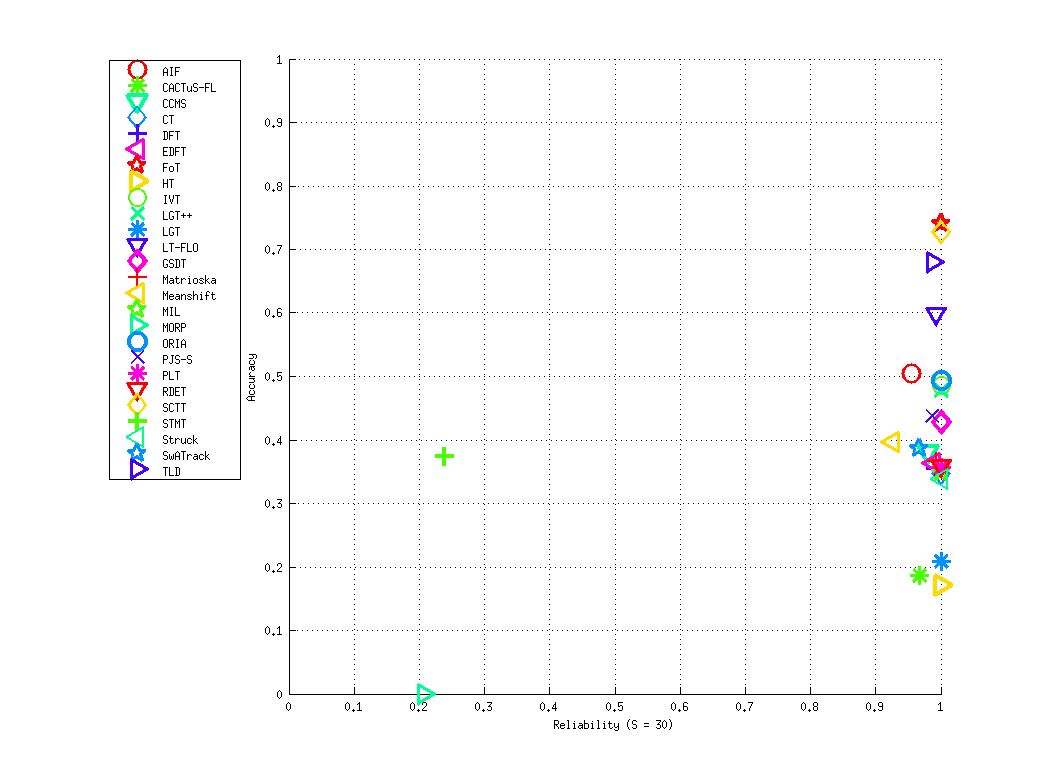 AIF
CACTuS-FL
CCMS
CT
DFT
EDFT
FoT
HT
IVT
LGT++
LGT
LT-FLO
GSDT
Matrioska
Meanshift
MIL
MORP
ORIA
PJS-S
PLT
RDET
SCTT
STMT
Struck
SwATrack
TLD
1
0.9
0.8
0.7
0.6
0.5
0.4
0.3
0.2
0.1
0
Accuracy
0 0.1 0.2 0.3 0.4 0.5 0.6 0.7 0.8 0.9 1
Reliability (S = 30)